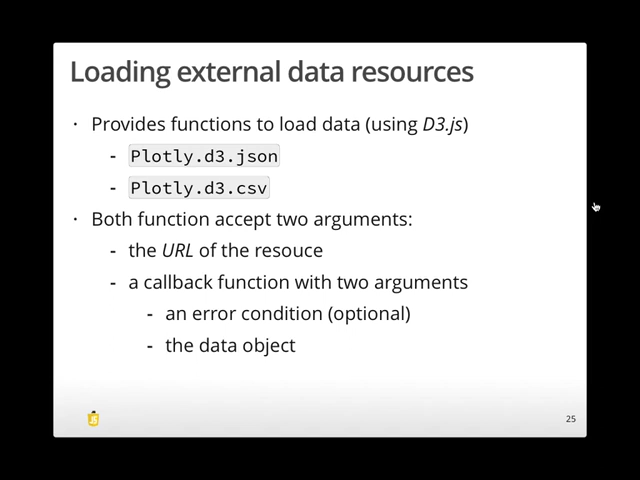 Loading external data resources
· Provides functions to load data (using D3.js)
- Plotly.d3.json
- Plotly.d3.csv
· Both function accept two arguments:
- the URL of the resouce
- a callback function with two arguments
- an error condition (optional)
- the data object
JS
25